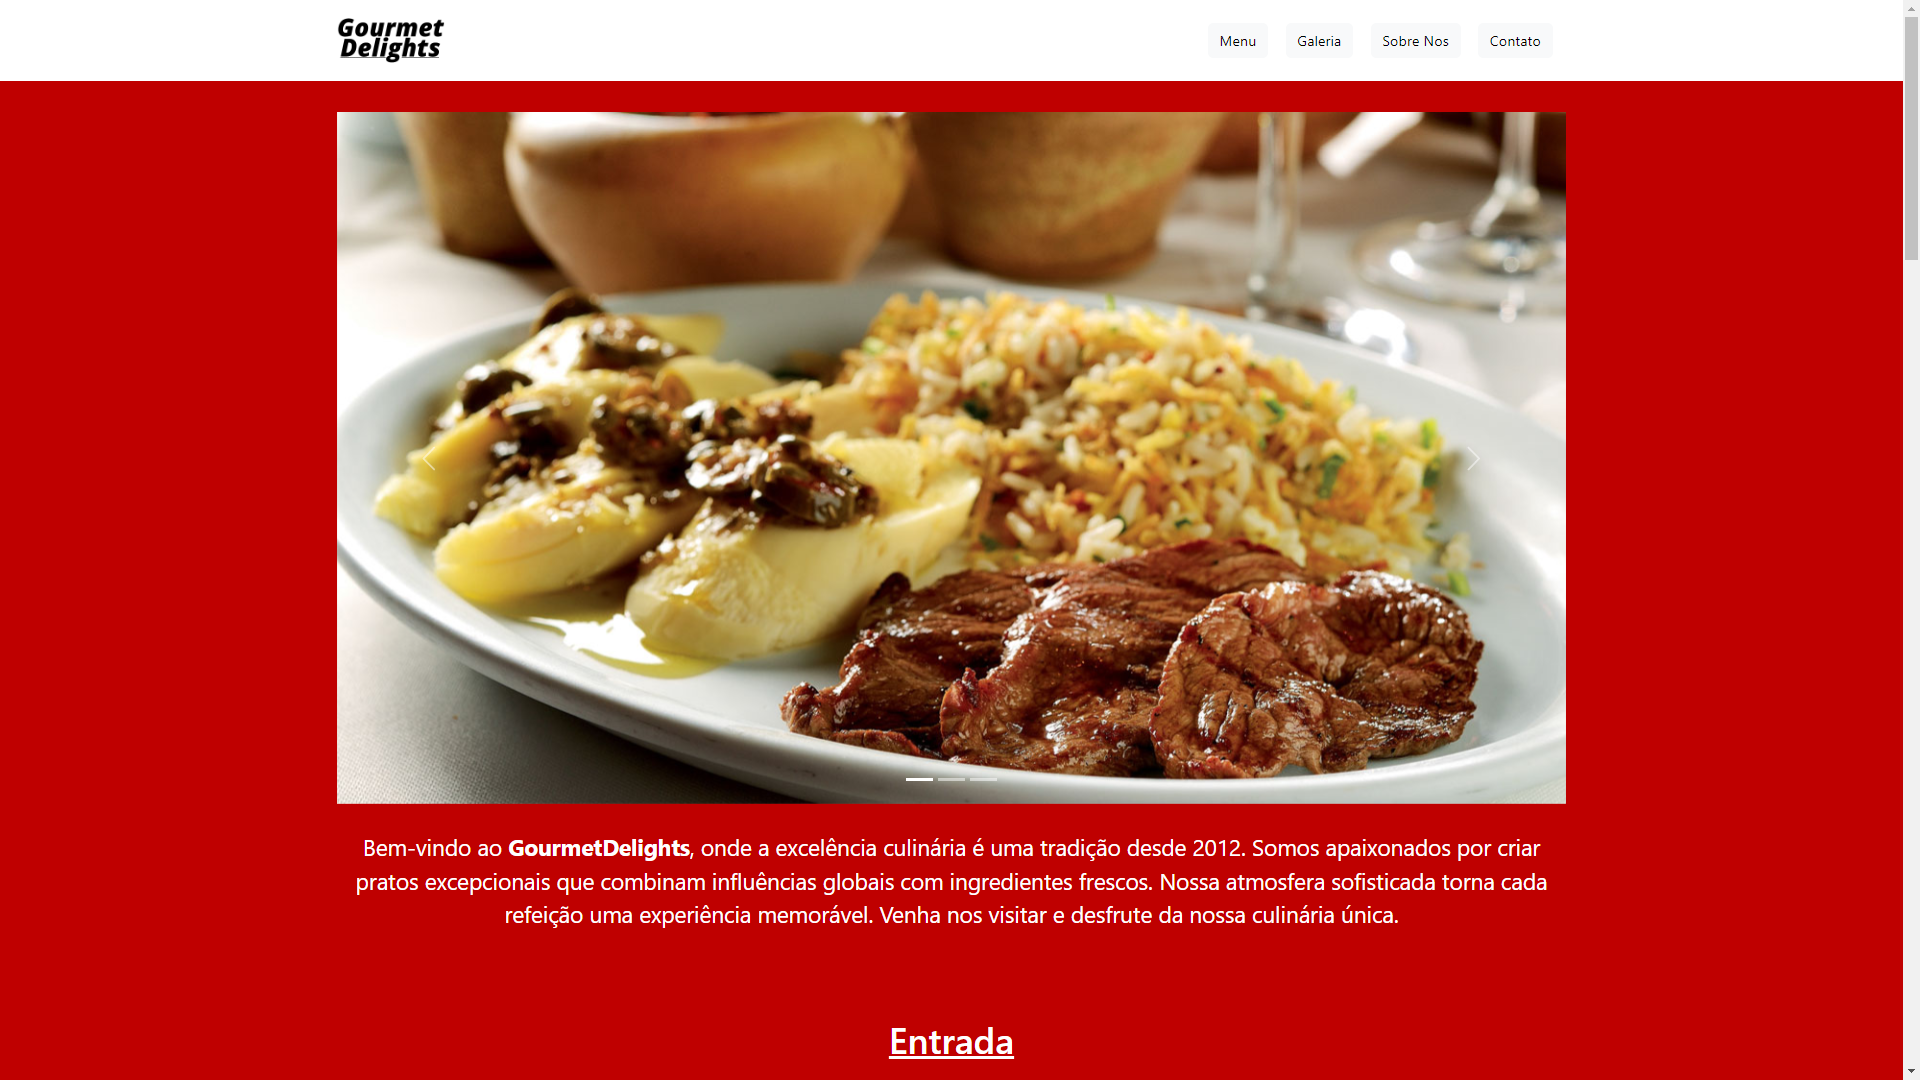 Gourmet
Delights
Menu
Galeria
Sobre Nos
Contato
Bem-vindo ao GourmetDelights, onde a excelência culinária é uma tradição desde 2012. Somos apaixonados por criar
pratos excepcionais que combinam influências globais com ingredientes frescos. Nossa atmosfera sofisticada torna cada
refeição uma experiência memorável. Venha nos visitar e desfrute da nossa culinária única.
Entrada